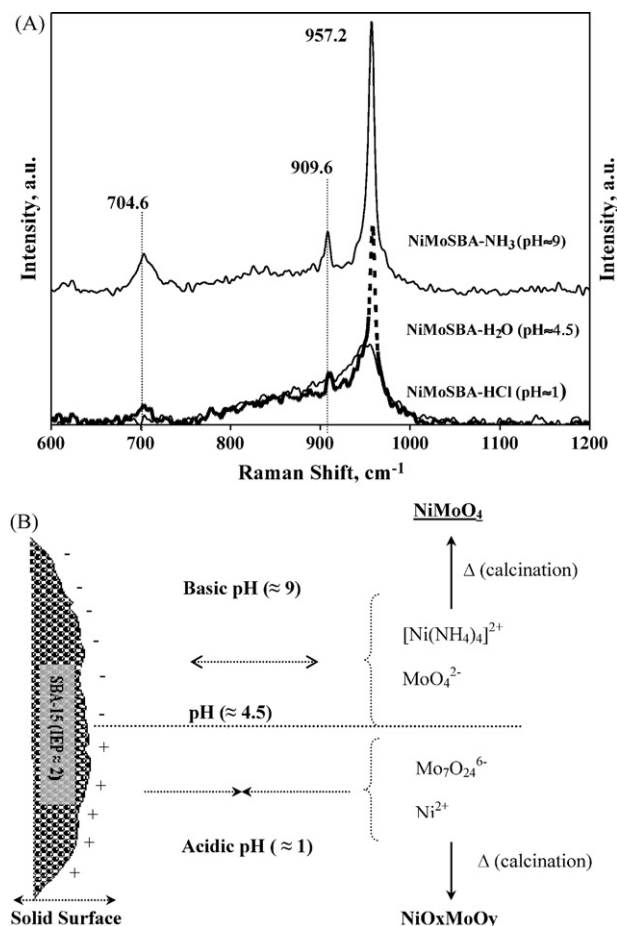 (A)
957.2
909.6
704.6
Intensity, a.u.
Intensity, a.u.
NiMoSBA-NH₃ (pH≈9)
NiMoSBA-H₂O (pH≈4.5)
NiMoSBA-HCl (pH≈1)
600 700 800 900 1000 1100 1200
Raman Shift, cm⁻¹
(B)
NiMoO₄
Δ (calcination)
Basic pH (≈ 9)
[Ni(NH₄)₄]²⁺
MoO₄²⁻
SBA-15 (IEP ≈ 2)
pH (≈ 4.5)
Mo₇O₂₄⁶⁻
Ni²⁺
Acidic pH (≈ 1)
Δ (calcination)
Solid Surface
NiOxMoOy